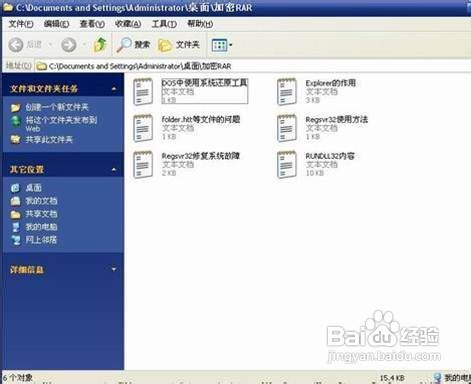 C:\Documents and Settings\Administrator\桌面\加密RAR
文件(F) 编辑(E) 查看(V) 收藏(A) 工具(T) 帮助(H)
后退 搜索 文件夹
地址(D) C:\Documents and Settings\Administrator\桌面\加密RAR
文件和文件夹任务
创建一个新文件夹
将这个文件夹发布到
Web
共享此文件夹
其它位置
桌面
我的文档
共享文档
我的电脑
网上邻居
详细信息
DOS中使用系统还原工具
文本文档
1 KB
Explorer的作用
文本文档
3 KB
folder.htt等文件的问题
文本文档
1 KB
Regsvr32使用方法
文本文档
1 KB
Regsvr32修复系统故障
文本文档
2 KB
RUNDLL32内容
文本文档
10 KB
Baidu 经验
jingyan.baidu.com
6 个对象 15.4 KB 我的电